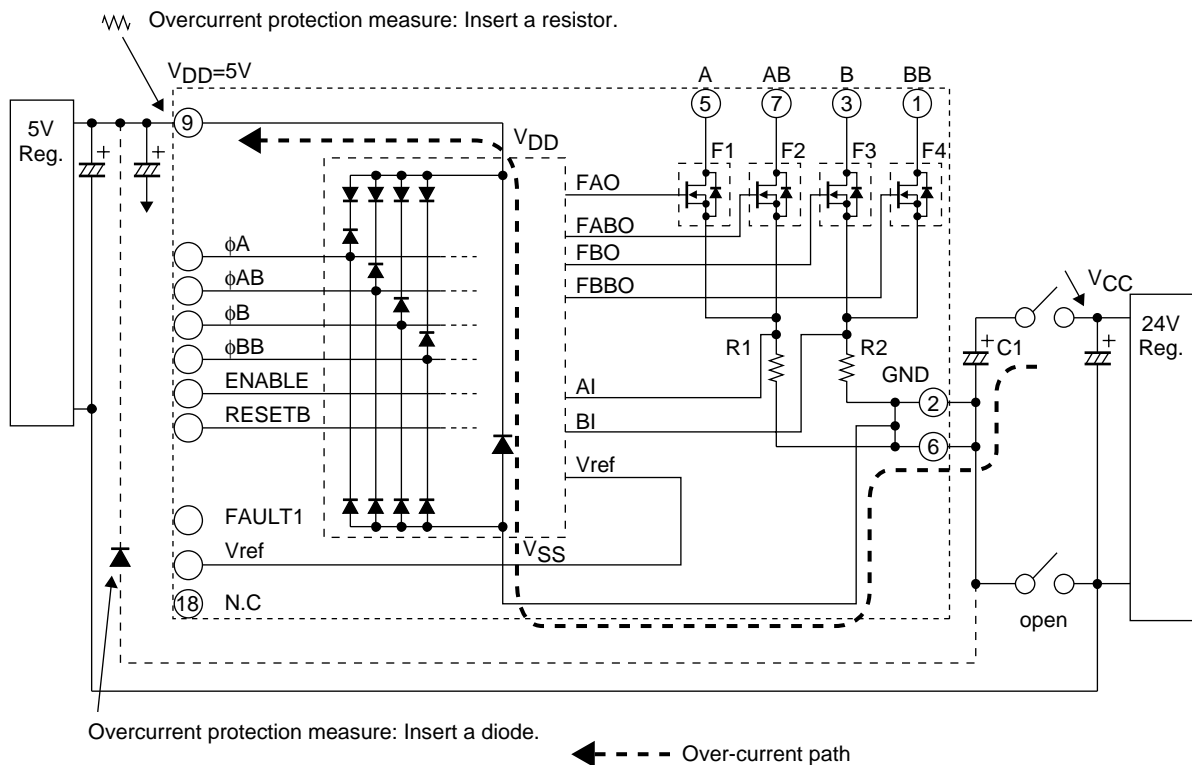 Overcurrent protection measure: Insert a resistor.
VDD=5V
A AB B BB
5 7 3 1
5V
Reg.
9
VDD
F1 F2 F3 F4
FAO
FABO
FBO
FBBO
ϕA
ϕAB
ϕB
ϕBB
ENABLE
RESETB
VCC
24V
Reg.
+ C1
R1 R2
GND
2
6
AI
BI
Vref
FAULT1
Vref
VSS
18 N.C
open
Overcurrent protection measure: Insert a diode.
Over-current path